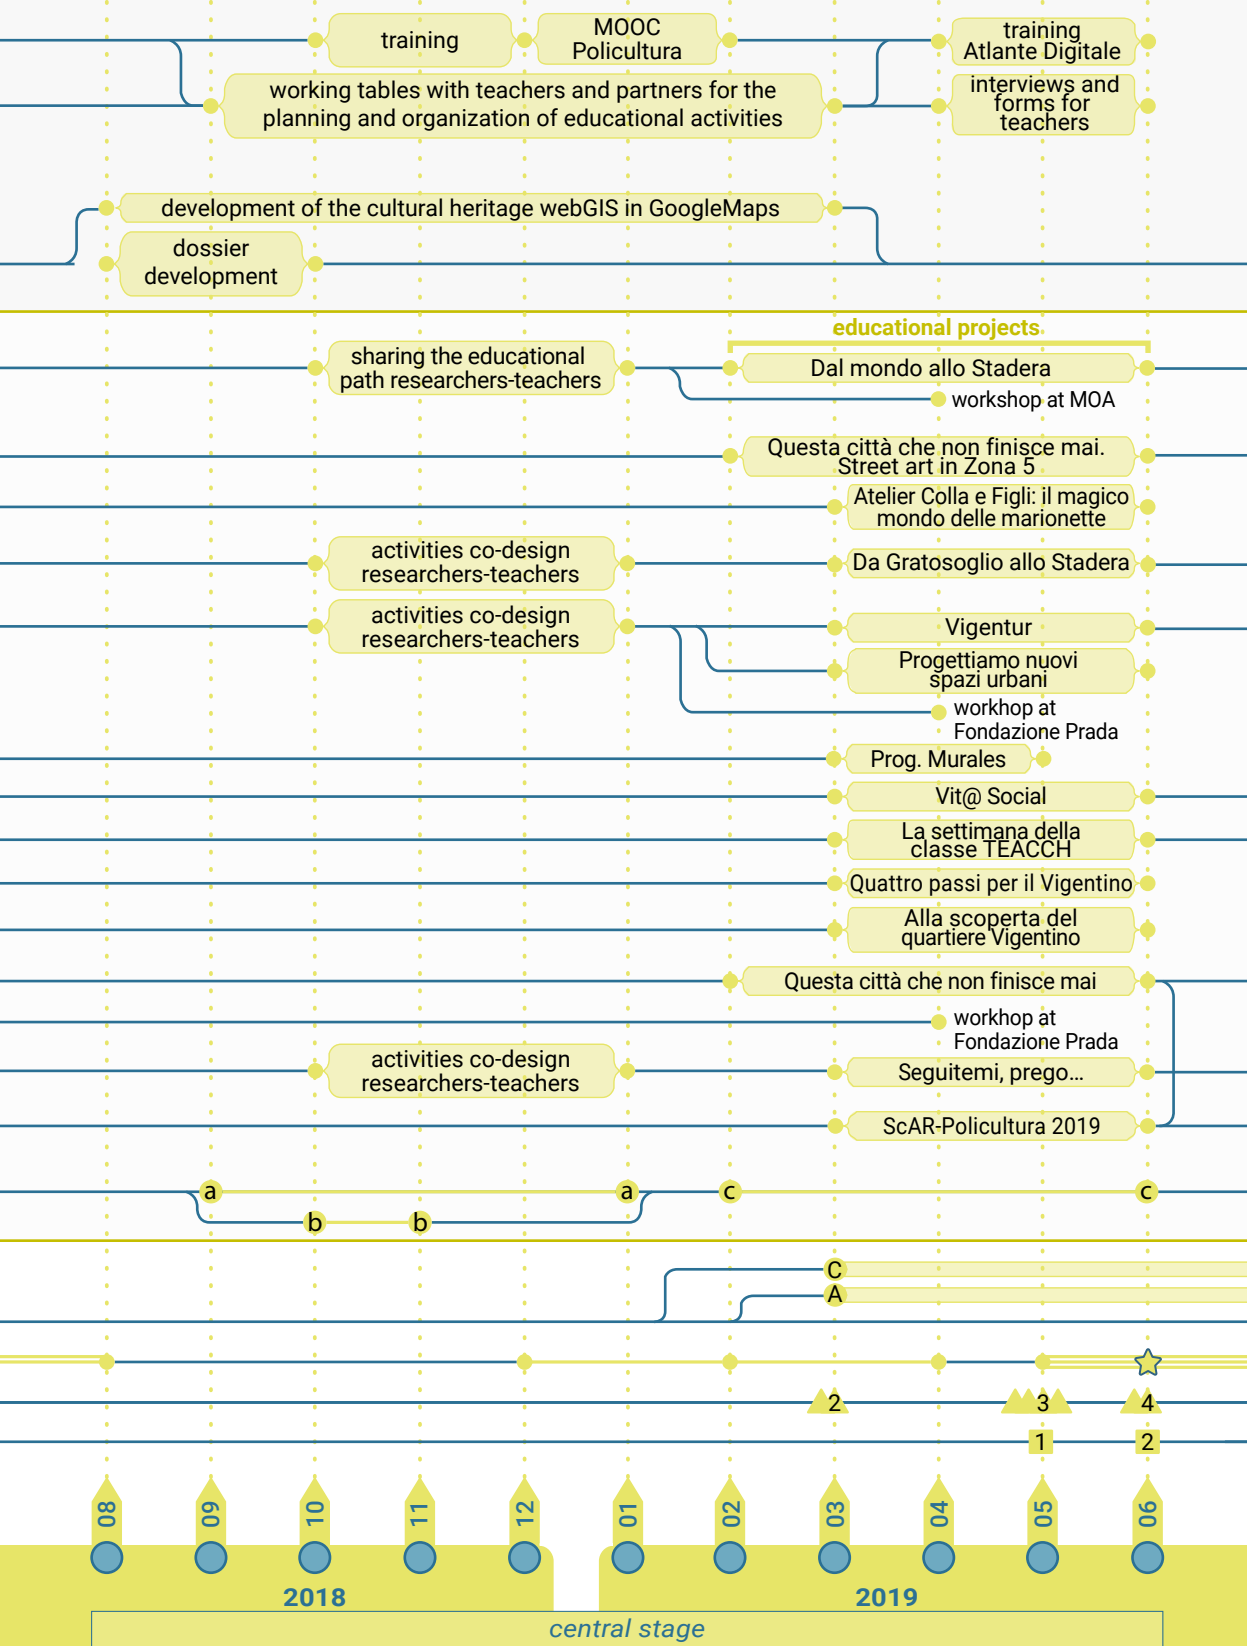 training
MOOC
Policultura
training
Atlante Digitale
working tables with teachers and partners for the
planning and organization of educational activities
interviews and
forms for
teachers
development of the cultural heritage webGIS in GoogleMaps
dossier
development
educational projects
sharing the educational
path researchers-teachers
Dal mondo allo Stadera
workshop at MOA
Questa città che non finisce mai.
Street art in Zona 5
Atelier Colla e Figli: il magico
mondo delle marionette
activities co-design
researchers-teachers
Da Gratosoglio allo Stadera
activities co-design
researchers-teachers
Vigentur
Progettiamo nuovi
spazi urbani
workhop at
Fondazione Prada
Prog. Murales
Vit@ Social
La settimana della
classe TEACCH
Quattro passi per il Vigentino
Alla scoperta del
quartiere Vigentino
Questa città che non finisce mai
workhop at
Fondazione Prada
activities co-design
researchers-teachers
Seguitemi, prego...
ScAR-Policultura 2019
a a c c
b b
C
A
2 3 4
1 2
08 09 10 11 12 01 02 03 04 05 06
2018 2019
central stage